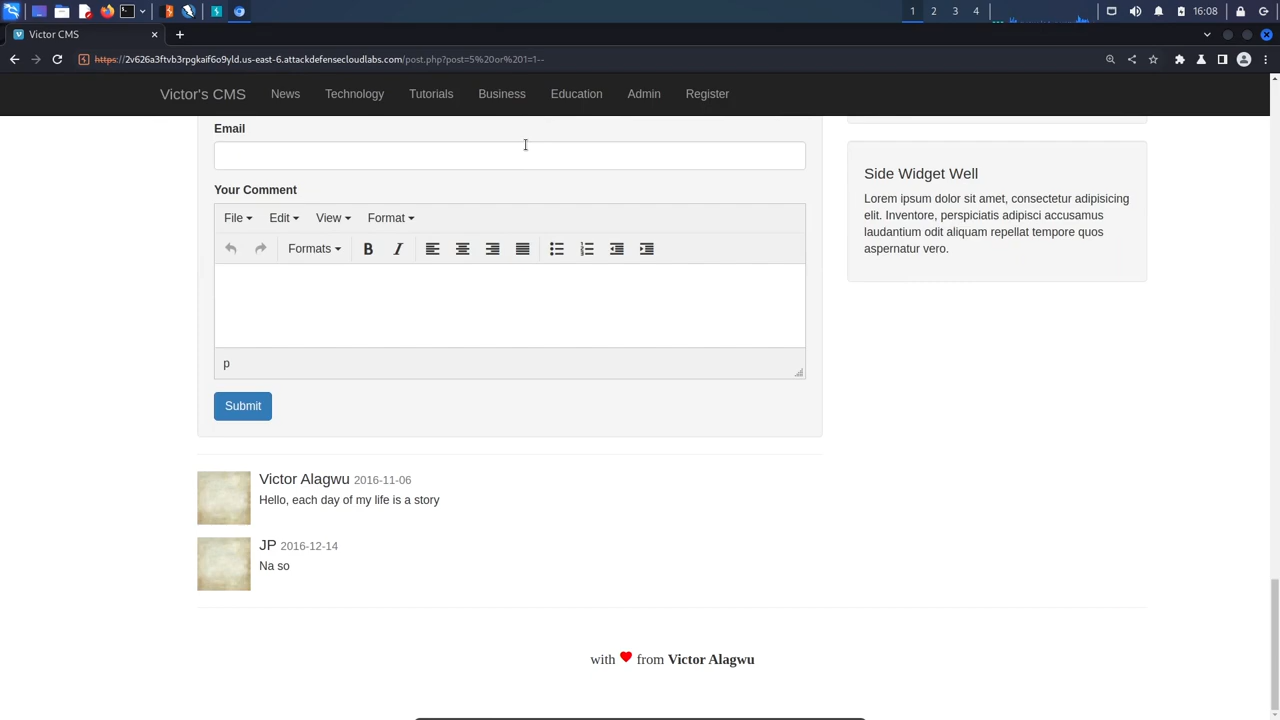 16:08
1 2 3 4
Victor CMS
https://2v626a3ftvb3rpgkaif6o9yld.us-east-6.attackdefensecloudlabs.com/post.php?post=5%20or%201=1--
Victor's CMS News Technology Tutorials Business Education Admin Register
Email
Your Comment
File Edit View Format
Formats B I
p
Submit
Victor Alagwu 2016-11-06
Hello, each day of my life is a story
JP 2016-12-14
Na so
Side Widget Well
Lorem ipsum dolor sit amet, consectetur adipisicing
elit. Inventore, perspiciatis adipisci accusamus
laudantium odit aliquam repellat tempore quos
aspernatur vero.
with ❤ from Victor Alagwu